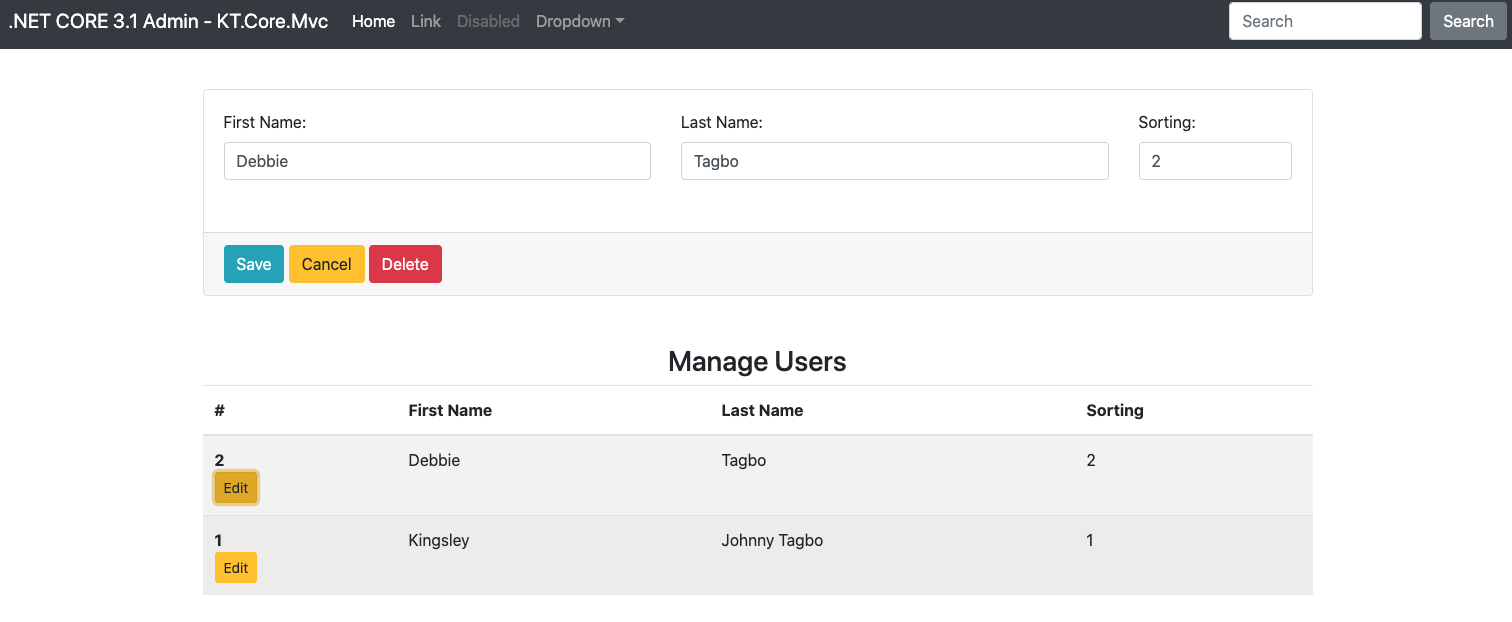 .NET CORE 3.1 Admin - KT.Core.Mvc Home Link Disabled Dropdown Search Search
First Name: Last Name: Sorting:
Debbie Tagbo 2
Save Cancel Delete
Manage Users
# First Name Last Name Sorting
2 Debbie Tagbo 2
Edit
1 Kingsley Johnny Tagbo 1
Edit